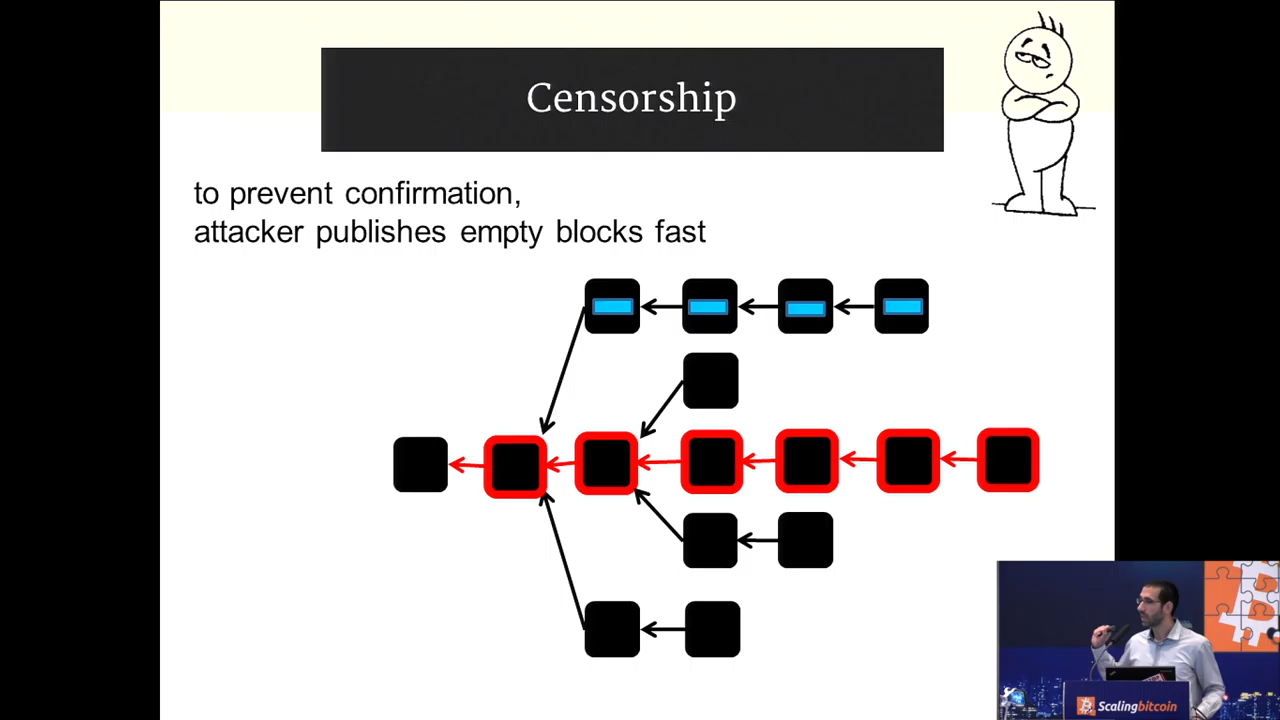 Censorship
to prevent confirmation,
attacker publishes empty blocks fast
Scalingbitcoin